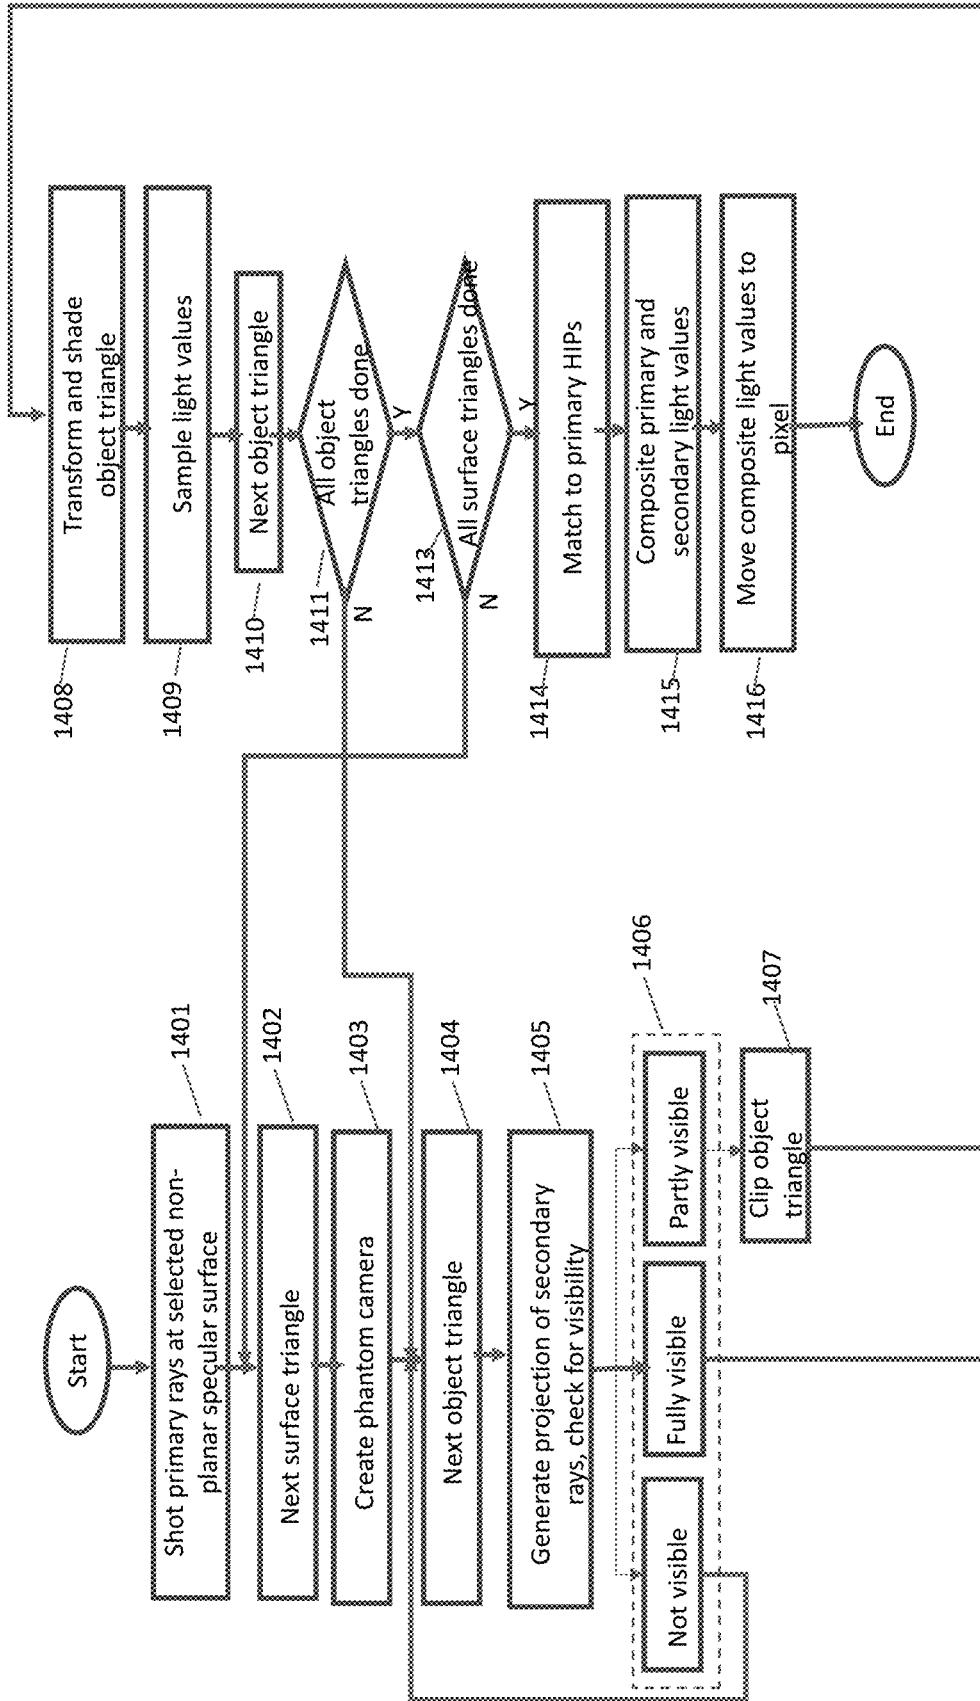 Start
Shot primary rays at selected non-
planar specular surface
1401
Next surface triangle
1402
Create phantom camera
1403
Next object triangle
1404
Generate projection of secondary
rays, check for visibility
1405
Not visible
Fully visible
Partly visible
1406
Clip object
triangle
1407
Transform and shade
object triangle
1408
Sample light values
1409
Next object triangle
1410
All object
triangles done
1411
N
Y
All surface triangles done
1413
N
Y
Match to primary HIPs
1414
Composite primary and
secondary light values
1415
Move composite light values to
pixel
1416
End